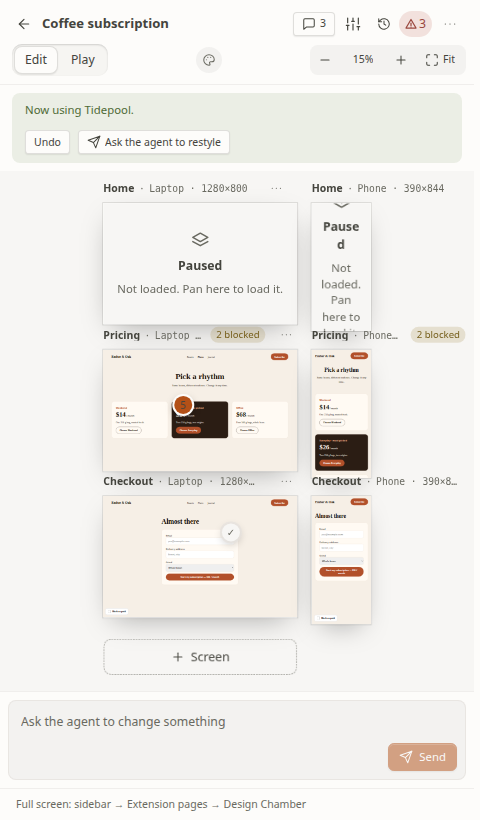 Coffee subscription
3
3
Edit
Play
15%
Fit
Now using Tidepool.
Undo
Ask the agent to restyle
Home · Laptop · 1280×800
Home · Phone · 390×844
Paused
Not loaded. Pan here to load it.
Pause
d
Not
loaded.
Pan
here to
Pricing · Laptop …
2 blocked
Pricing · Phone…
2 blocked
Pick a rhythm
$14
$68
Pick a rhythm
$14
$26
Checkout · Laptop · 1280×…
Checkout · Phone · 390×8…
Almost there
Almost there
Screen
Ask the agent to change something
Send
Full screen: sidebar → Extension pages → Design Chamber